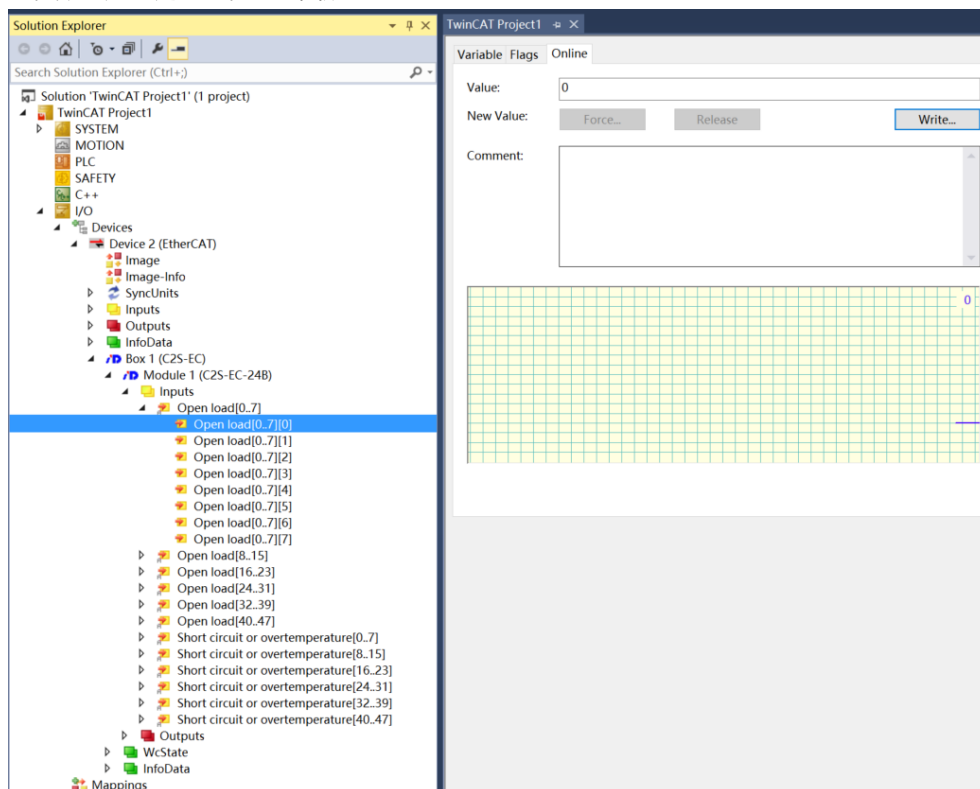 Solution Explorer
Search Solution Explorer (Ctrl+;)
Solution 'TwinCAT Project1' (1 project)
TwinCAT Project1
SYSTEM
MOTION
PLC
SAFETY
C++
I/O
Devices
Device 2 (EtherCAT)
Image
Image-Info
SyncUnits
Inputs
Outputs
InfoData
Box 1 (C2S-EC)
Module 1 (C2S-EC-24B)
Inputs
Open load[0..7]
Open load[0..7][0]
Open load[0..7][1]
Open load[0..7][2]
Open load[0..7][3]
Open load[0..7][4]
Open load[0..7][5]
Open load[0..7][6]
Open load[0..7][7]
Open load[8..15]
Open load[16..23]
Open load[24..31]
Open load[32..39]
Open load[40..47]
Short circuit or overtemperature[0..7]
Short circuit or overtemperature[8..15]
Short circuit or overtemperature[16..23]
Short circuit or overtemperature[24..31]
Short circuit or overtemperature[32..39]
Short circuit or overtemperature[40..47]
Outputs
WcState
InfoData
Mappings
TwinCAT Project1
Variable Flags Online
Value: 0
New Value: Force... Release Write...
Comment:
0